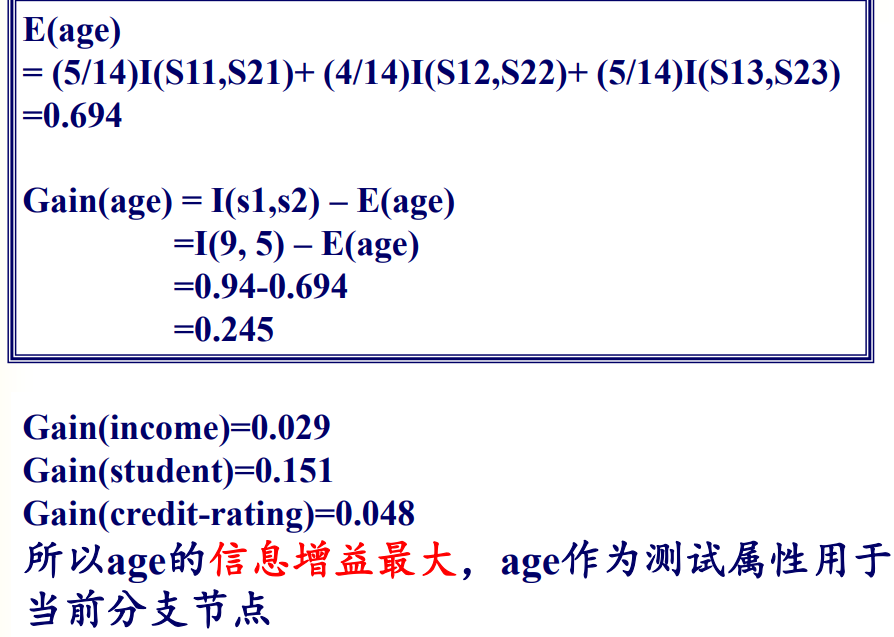 E(age)
= (5/14)I(S11,S21)+ (4/14)I(S12,S22)+ (5/14)I(S13,S23)
=0.694
Gain(age) = I(s1,s2) – E(age)
=I(9, 5) – E(age)
=0.94-0.694
=0.245
Gain(income)=0.029
Gain(student)=0.151
Gain(credit-rating)=0.048
所以age的信息增益最大，age作为测试属性用于
当前分支节点